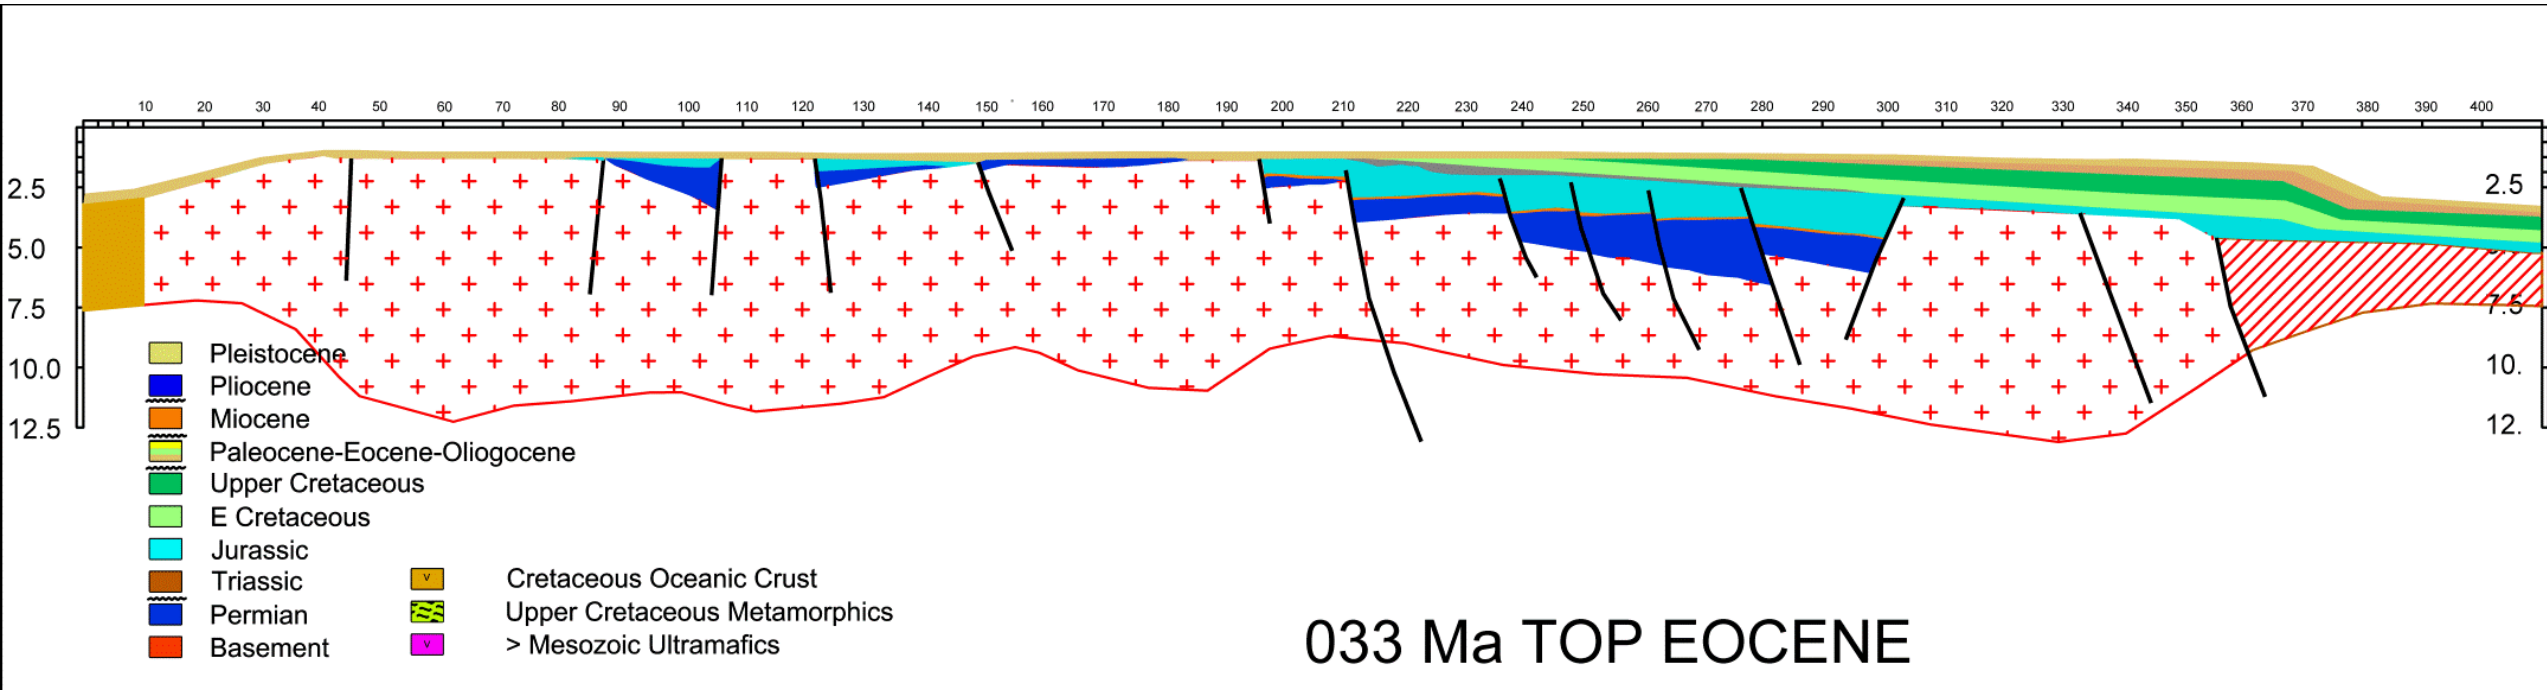 10 20 30 40 50 60 70 80 90 100 110 120 130 140 150 160 170 180 190 200 210 220 230 240 250 260 270 280 290 300 310 320 330 340 350 360 370 380 390 400
2.5 2.5
5.0
7.5 7.5
10.0 10.
12.5 12.
Pleistocene
Pliocene
Miocene
Paleocene-Eocene-Oliogocene
Upper Cretaceous
E Cretaceous
Jurassic
Triassic
Permian
Basement
v Cretaceous Oceanic Crust
Upper Cretaceous Metamorphics
v > Mesozoic Ultramafics
033 Ma TOP EOCENE